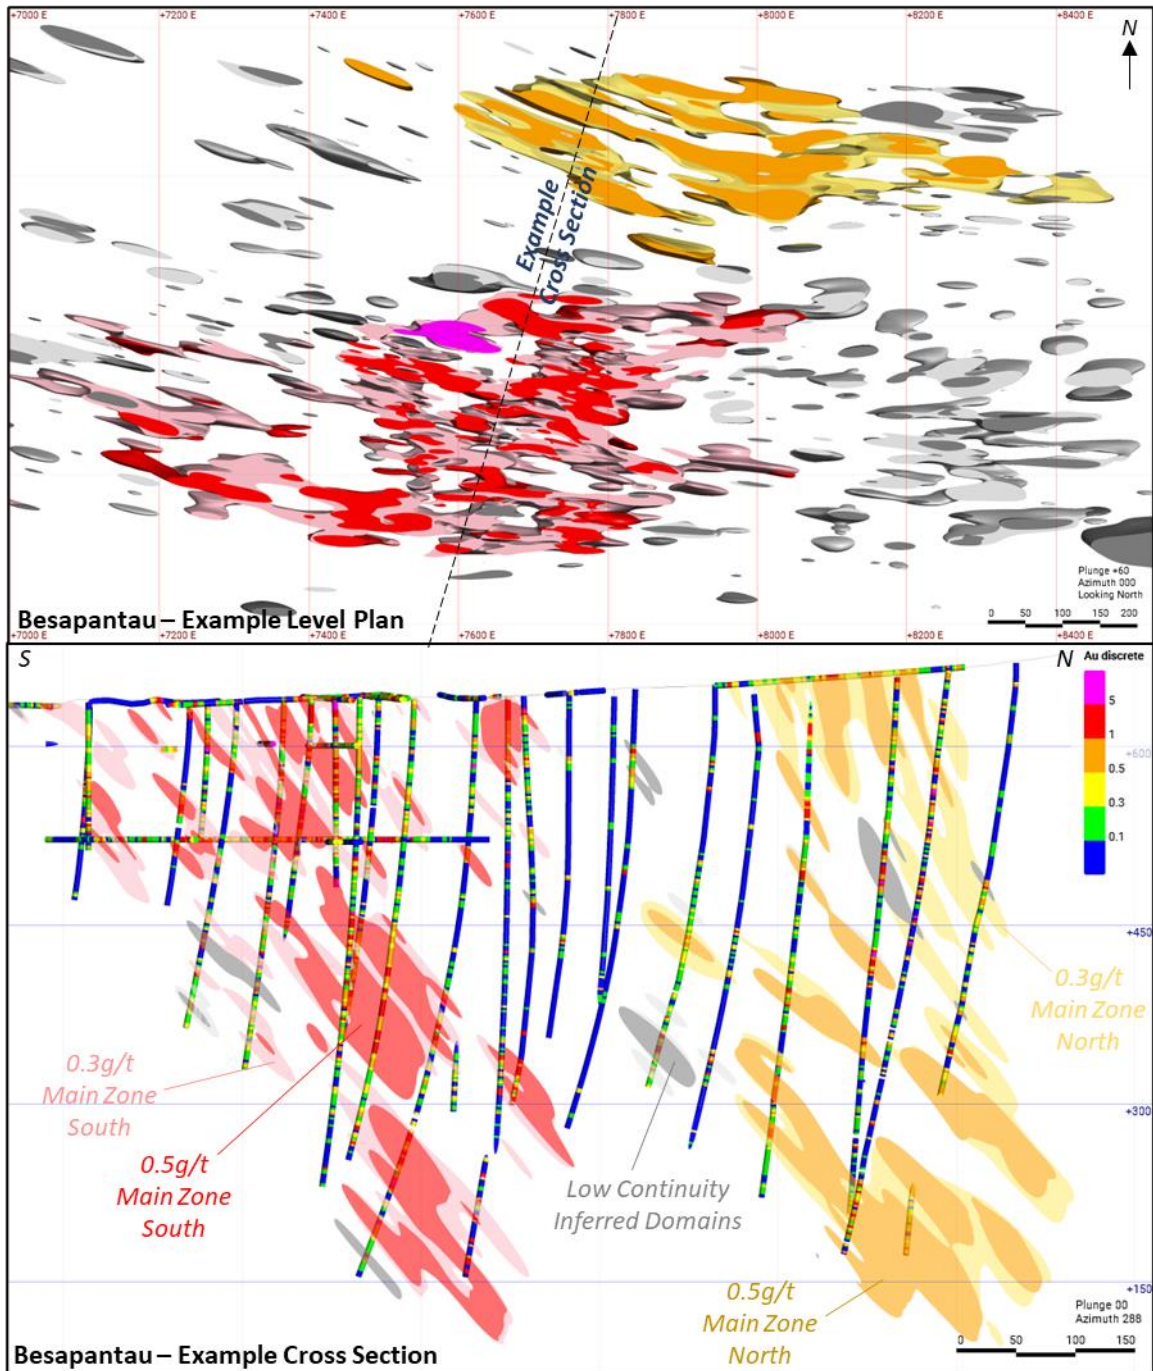 +7000 E +7200 E +7400 E +7600 E +7800 E +8000 E +8200 E +8400 E
N
Example
Cross Section
Plunge +60
Azimuth 000
Looking North
0 50 100 150 200
Besapantau – Example Level Plan
+7000 E +7200 E +7400 E +7600 E +7800 E +8000 E +8200 E +8400 E
S
N
Au discrete
5
1
0.5
0.3
0.1
+600
+450
+300
+150
0.3g/t
Main Zone
North
0.3g/t
Main Zone
South
0.5g/t
Main Zone
South
Low Continuity
Inferred Domains
0.5g/t
Main Zone
North
Plunge 00
Azimuth 288
0 50 100 150
Besapantau – Example Cross Section